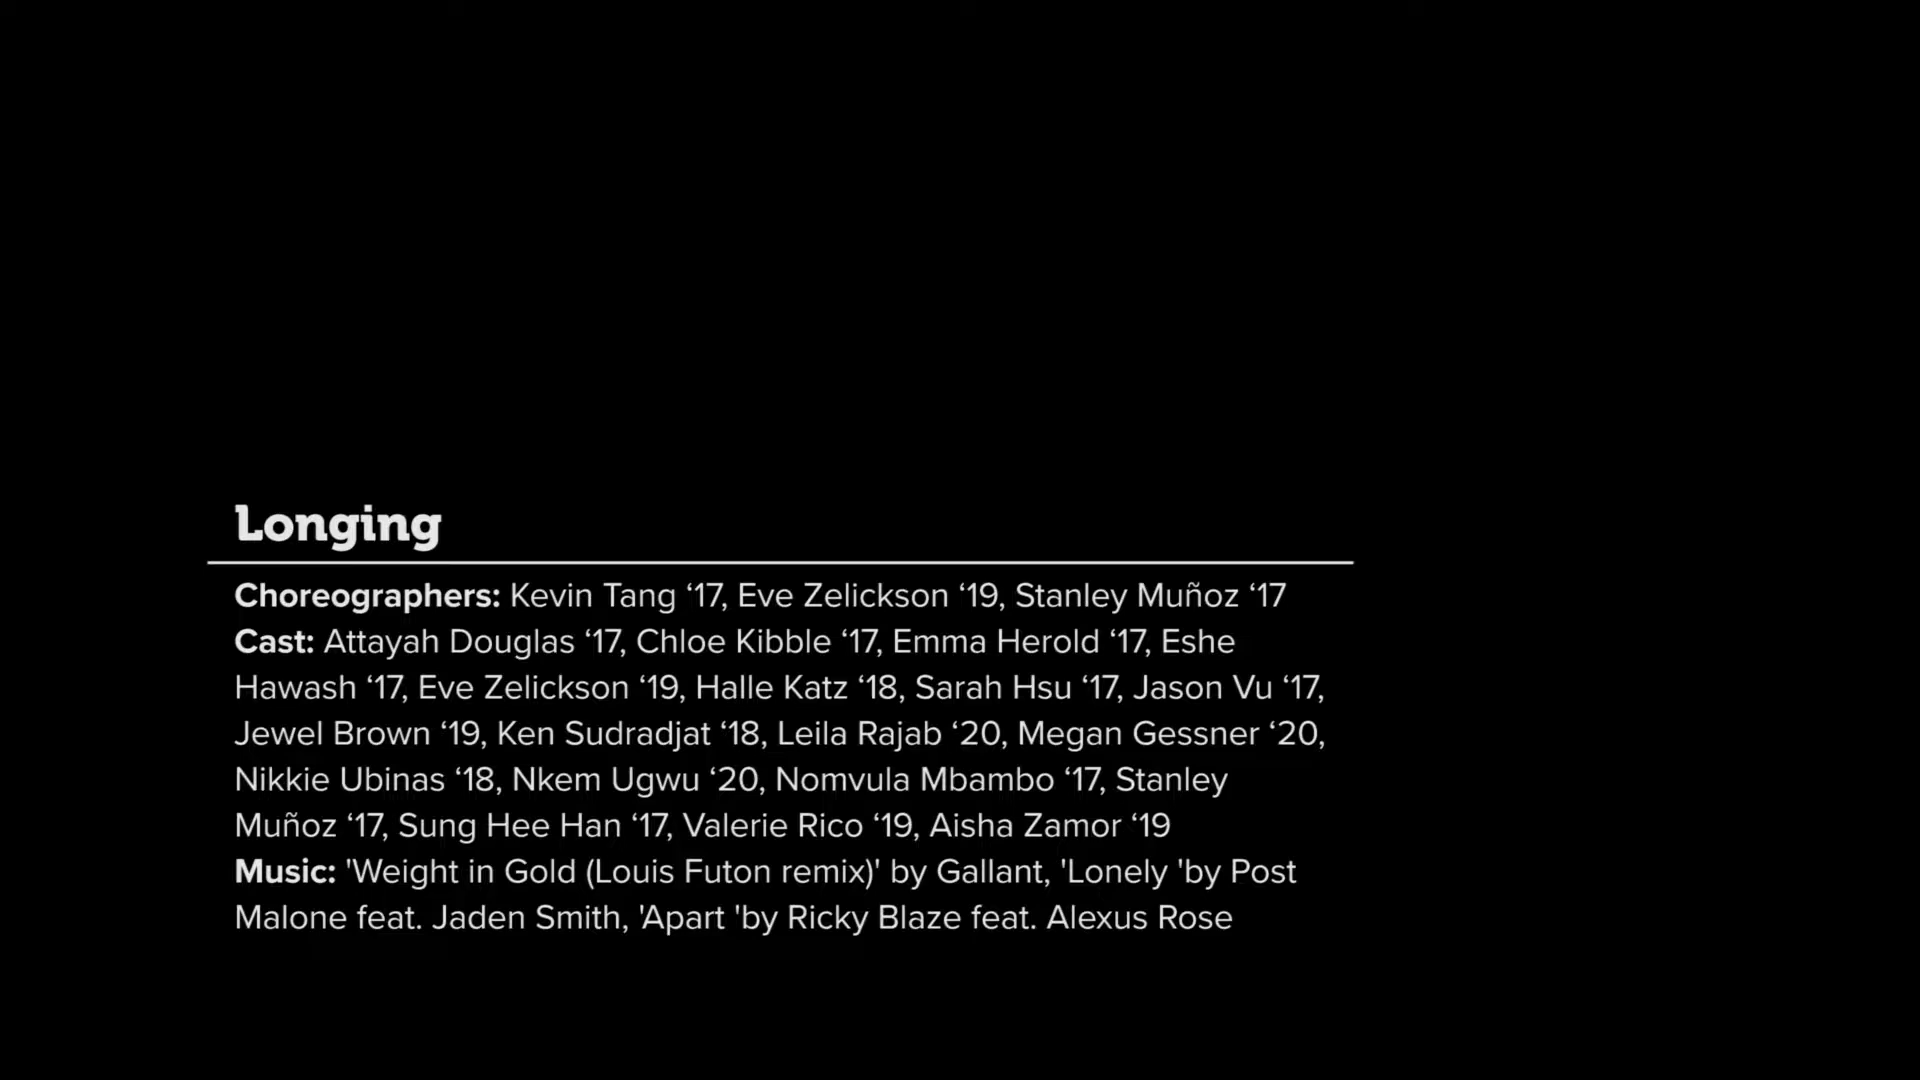 Longing
Choreographers: Kevin Tang ‘17, Eve Zelickson ‘19, Stanley Muñoz ‘17
Cast: Attayah Douglas ‘17, Chloe Kibble ‘17, Emma Herold ‘17, Eshe
Hawash ‘17, Eve Zelickson ‘19, Halle Katz ‘18, Sarah Hsu ‘17, Jason Vu ‘17,
Jewel Brown ‘19, Ken Sudradjat ‘18, Leila Rajab ‘20, Megan Gessner ‘20,
Nikkie Ubinas ‘18, Nkem Ugwu ‘20, Nomvula Mbambo ‘17, Stanley
Muñoz ‘17, Sung Hee Han ‘17, Valerie Rico ‘19, Aisha Zamor ‘19
Music: 'Weight in Gold (Louis Futon remix)' by Gallant, 'Lonely 'by Post
Malone feat. Jaden Smith, 'Apart 'by Ricky Blaze feat. Alexus Rose